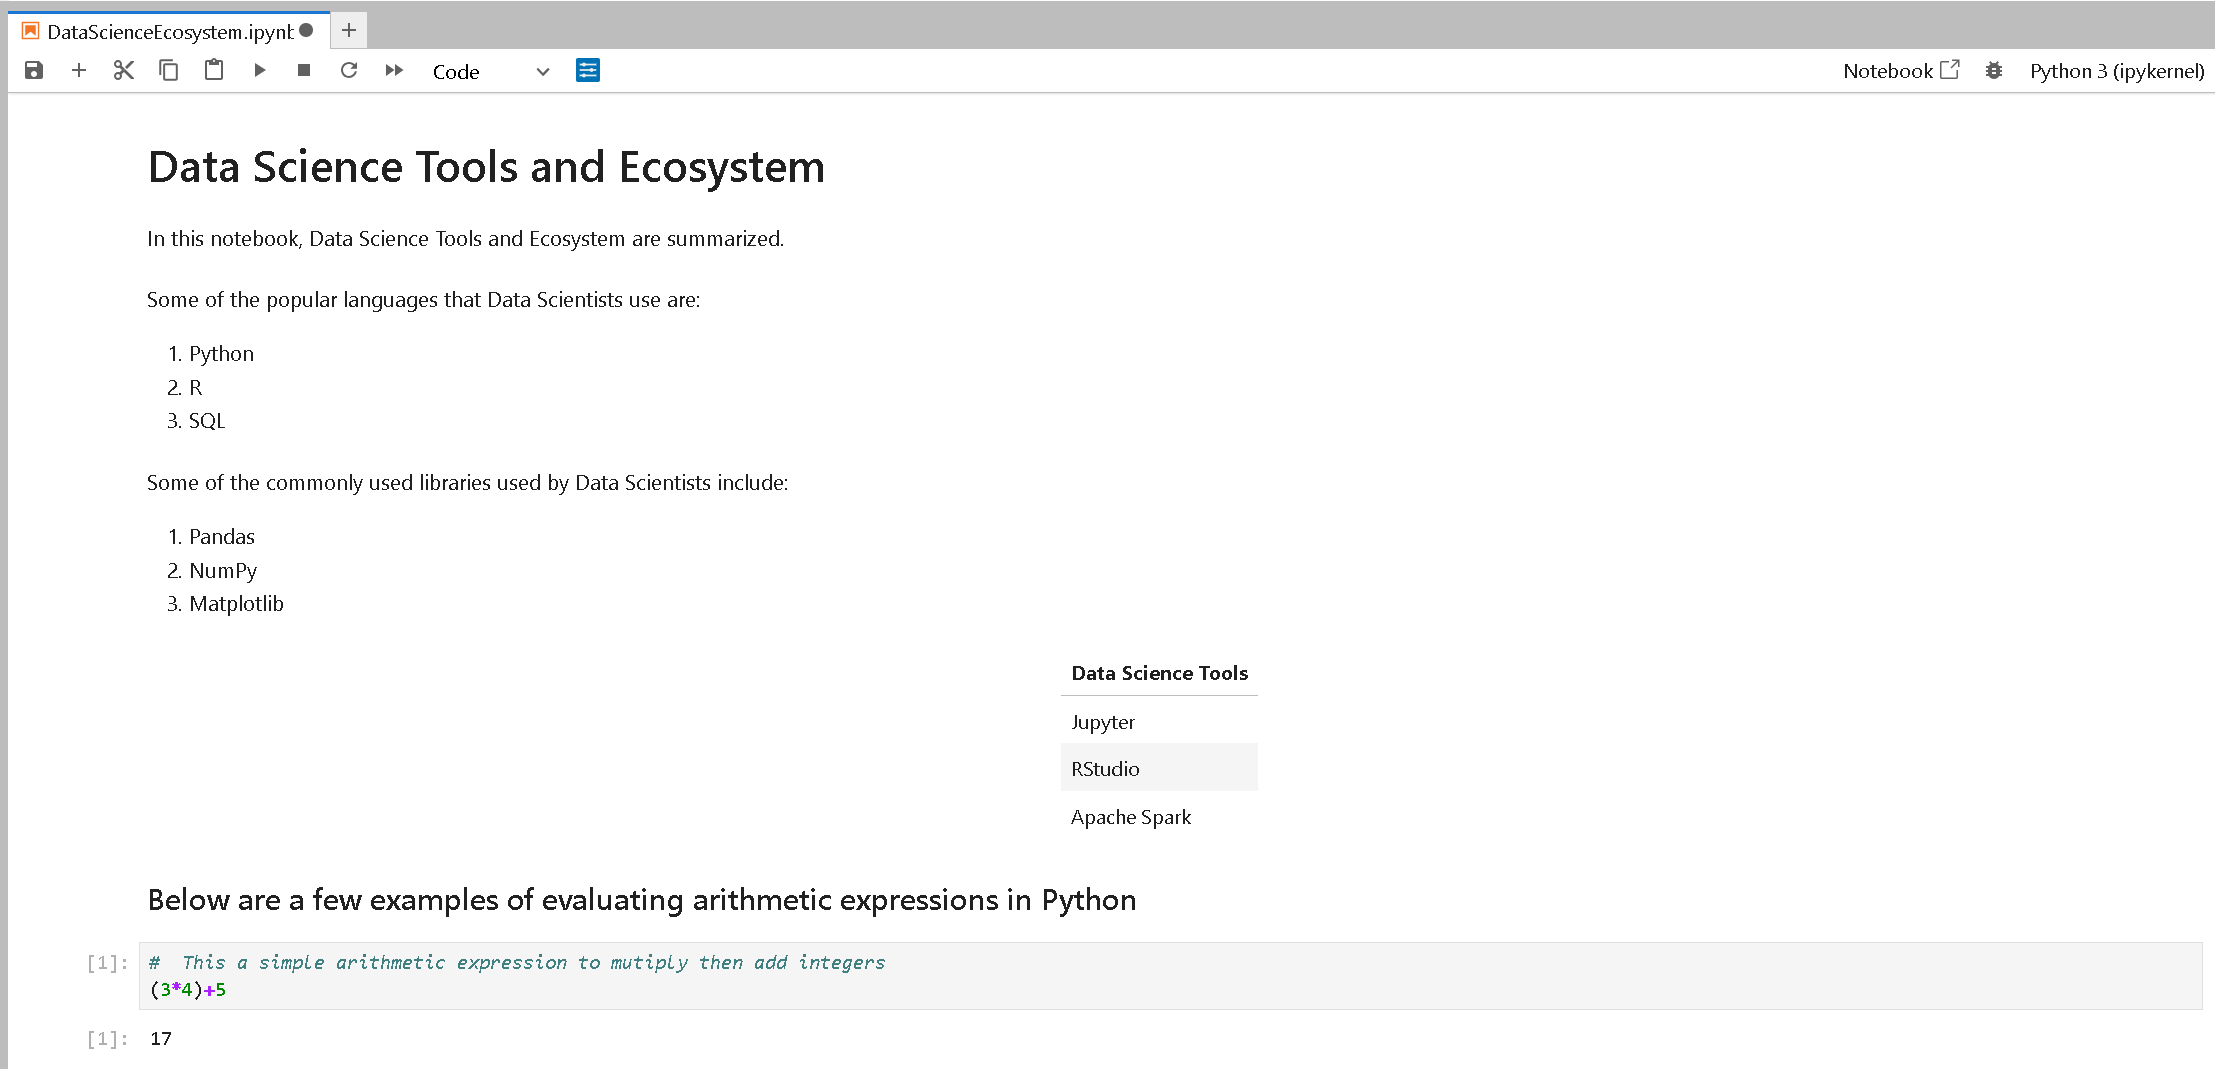 DataScienceEcosystem.ipynb
Code
Notebook
Python 3 (ipykernel)
Data Science Tools and Ecosystem
In this notebook, Data Science Tools and Ecosystem are summarized.
Some of the popular languages that Data Scientists use are:
1. Python
2. R
3. SQL
Some of the commonly used libraries used by Data Scientists include:
1. Pandas
2. NumPy
3. Matplotlib
Data Science Tools
Jupyter
RStudio
Apache Spark
Below are a few examples of evaluating arithmetic expressions in Python
[1]: # This a simple arithmetic expression to mutiply then add integers
(3*4)+5
[1]: 17